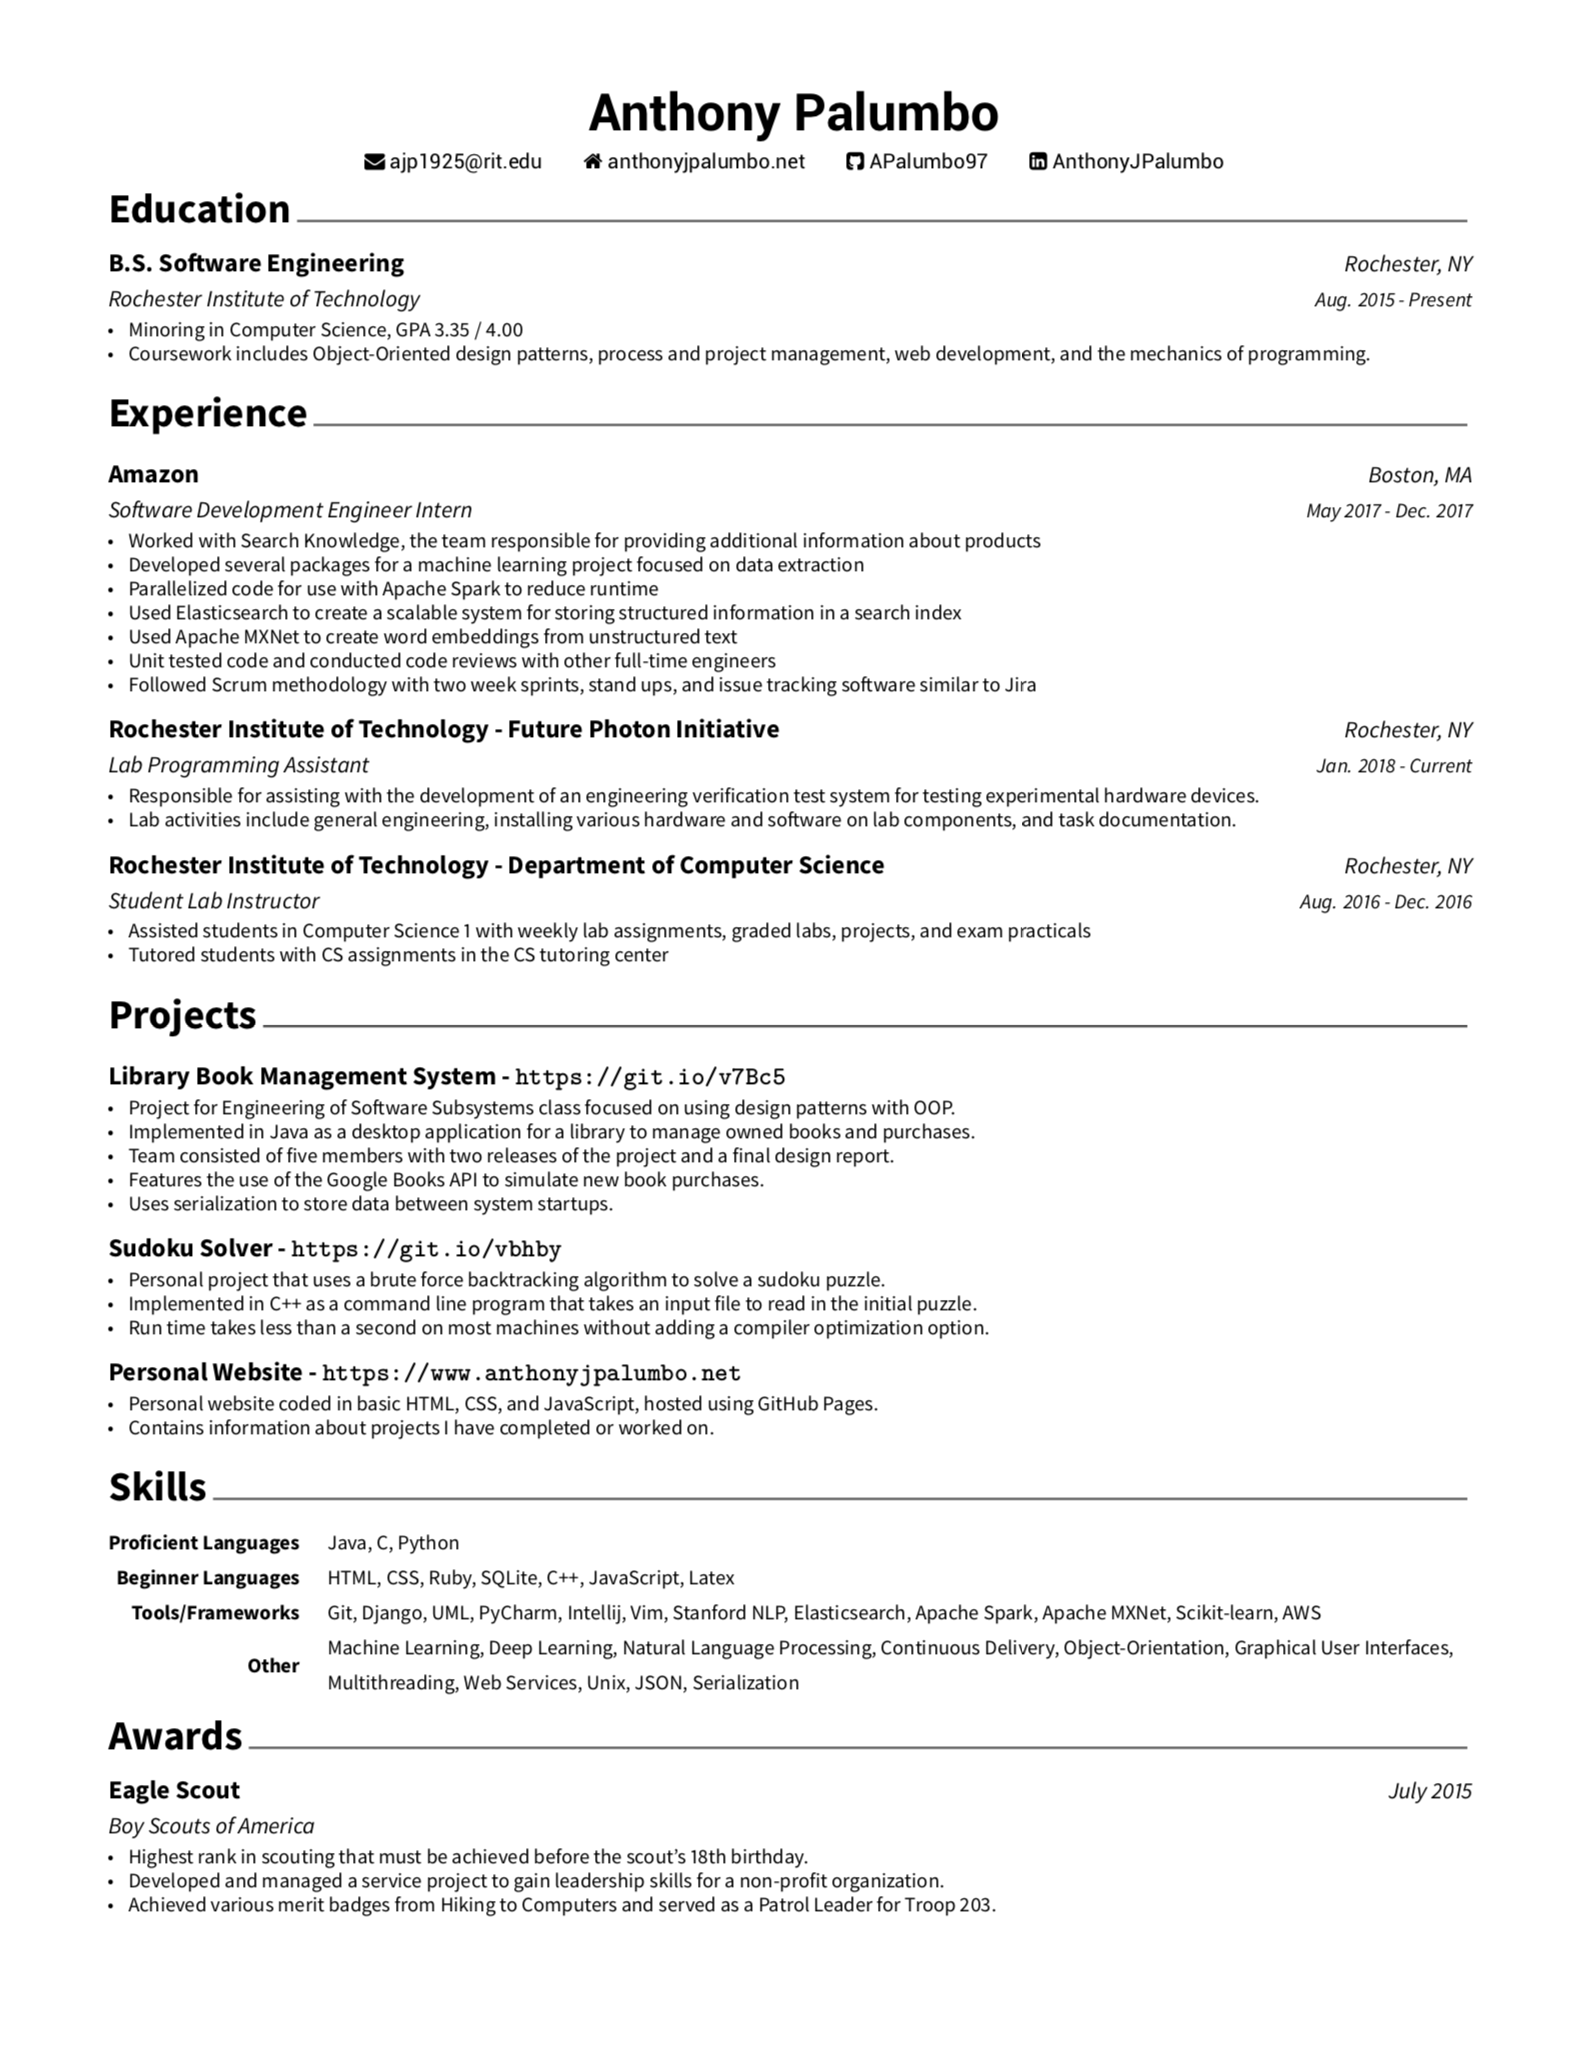 Anthony Palumbo
ajp1925@rit.edu anthonyjpalumbo.net APalumbo97 AnthonyJPalumbo
Education
B.S. Software Engineering Rochester, NY
Rochester Institute of Technology Aug. 2015 - Present
• Minoring in Computer Science, GPA 3.35 / 4.00
• Coursework includes Object-Oriented design patterns, process and project management, web development, and the mechanics of programming.
Experience
Amazon Boston, MA
Software Development Engineer Intern May 2017 - Dec. 2017
• Worked with Search Knowledge, the team responsible for providing additional information about products
• Developed several packages for a machine learning project focused on data extraction
• Parallelized code for use with Apache Spark to reduce runtime
• Used Elasticsearch to create a scalable system for storing structured information in a search index
• Used Apache MXNet to create word embeddings from unstructured text
• Unit tested code and conducted code reviews with other full-time engineers
• Followed Scrum methodology with two week sprints, stand ups, and issue tracking software similar to Jira
Rochester Institute of Technology - Future Photon Initiative Rochester, NY
Lab Programming Assistant Jan. 2018 - Current
• Responsible for assisting with the development of an engineering verification test system for testing experimental hardware devices.
• Lab activities include general engineering, installing various hardware and software on lab components, and task documentation.
Rochester Institute of Technology - Department of Computer Science Rochester, NY
Student Lab Instructor Aug. 2016 - Dec. 2016
• Assisted students in Computer Science 1 with weekly lab assignments, graded labs, projects, and exam practicals
• Tutored students with CS assignments in the CS tutoring center
Projects
Library Book Management System - https://git.io/v7Bc5
• Project for Engineering of Software Subsystems class focused on using design patterns with OOP.
• Implemented in Java as a desktop application for a library to manage owned books and purchases.
• Team consisted of five members with two releases of the project and a final design report.
• Features the use of the Google Books API to simulate new book purchases.
• Uses serialization to store data between system startups.
Sudoku Solver - https://git.io/vbhby
• Personal project that uses a brute force backtracking algorithm to solve a sudoku puzzle.
• Implemented in C++ as a command line program that takes an input file to read in the initial puzzle.
• Run time takes less than a second on most machines without adding a compiler optimization option.
Personal Website - https://www.anthonyjpalumbo.net
• Personal website coded in basic HTML, CSS, and JavaScript, hosted using GitHub Pages.
• Contains information about projects I have completed or worked on.
Skills
Proficient Languages Java, C, Python
Beginner Languages HTML, CSS, Ruby, SQLite, C++, JavaScript, Latex
Tools/Frameworks Git, Django, UML, PyCharm, Intellij, Vim, Stanford NLP, Elasticsearch, Apache Spark, Apache MXNet, Scikit-learn, AWS
Other Machine Learning, Deep Learning, Natural Language Processing, Continuous Delivery, Object-Orientation, Graphical User Interfaces,
Multithreading, Web Services, Unix, JSON, Serialization
Awards
Eagle Scout July 2015
Boy Scouts of America
• Highest rank in scouting that must be achieved before the scout's 18th birthday.
• Developed and managed a service project to gain leadership skills for a non-profit organization.
• Achieved various merit badges from Hiking to Computers and served as a Patrol Leader for Troop 203.